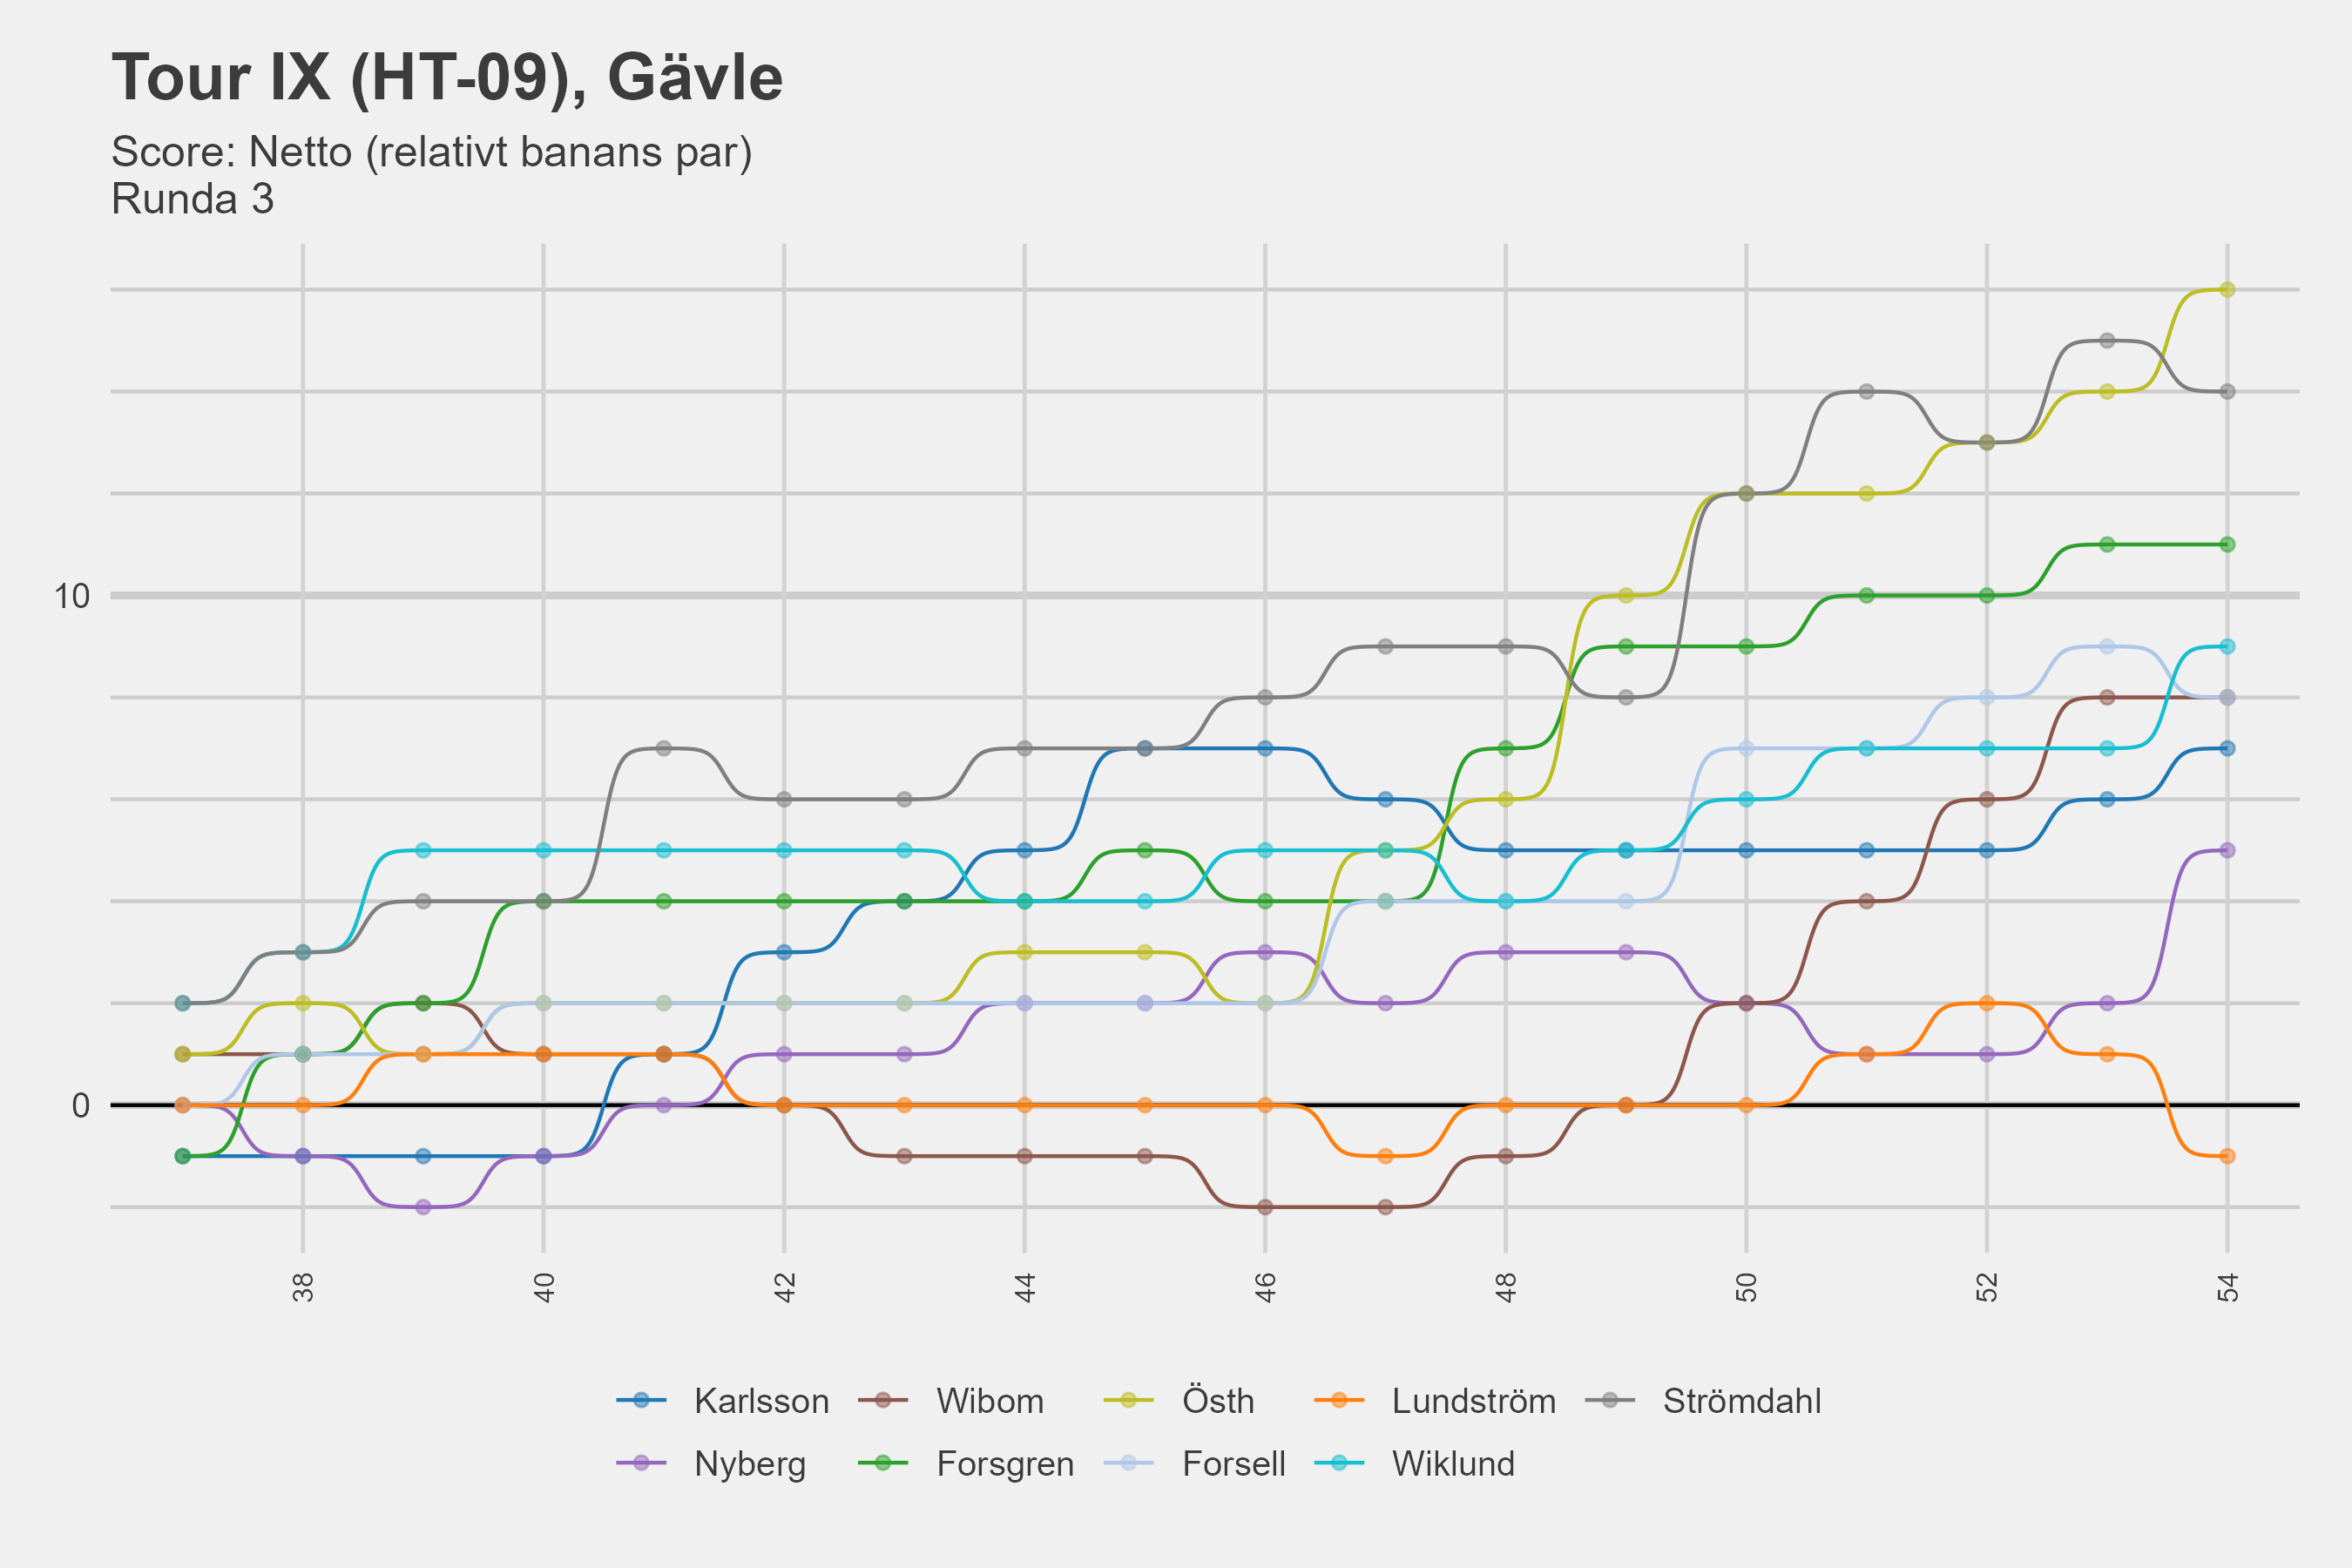 Tour IX (HT-09), Gävle
Score: Netto (relativt banans par)
Runda 3
10
0
38 40 42 44 46 48 50 52 54
Karlsson Wibom Östh Lundström Strömdahl
Nyberg Forsgren Forsell Wiklund